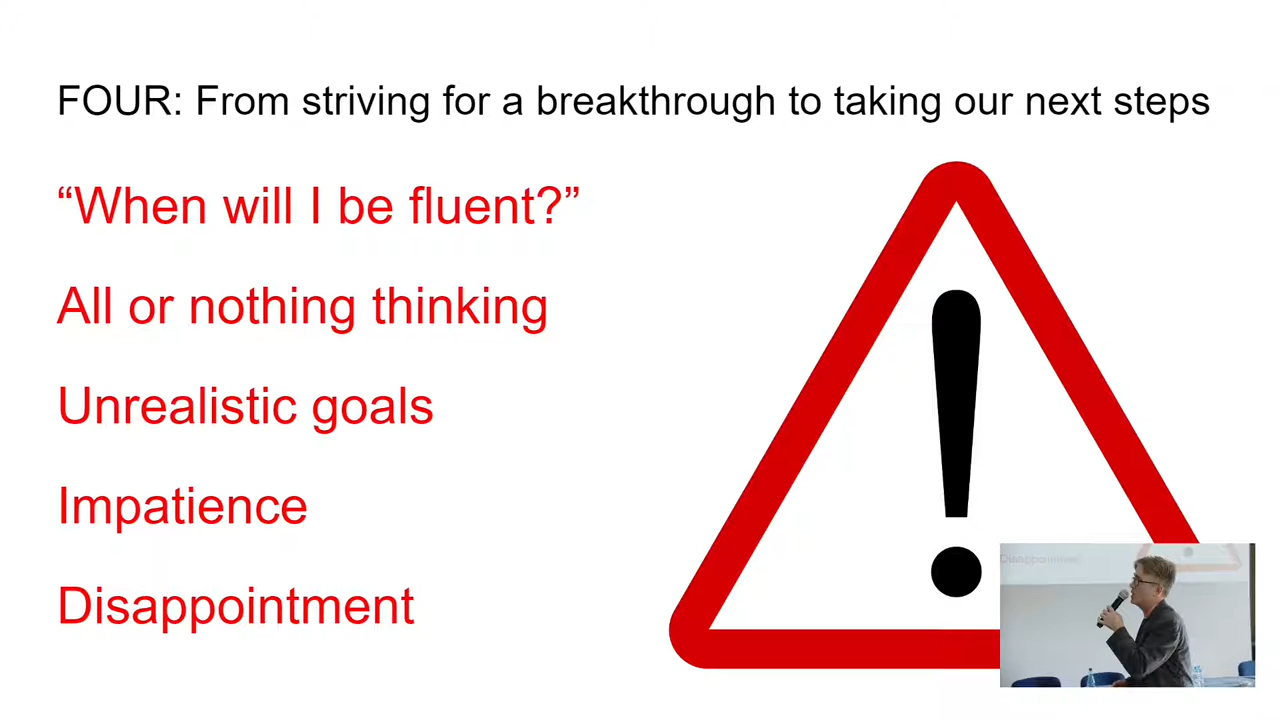 FOUR: From striving for a breakthrough to taking our next steps
“When will I be fluent?”
All or nothing thinking
Unrealistic goals
Impatience
Disappointment
Disappointment